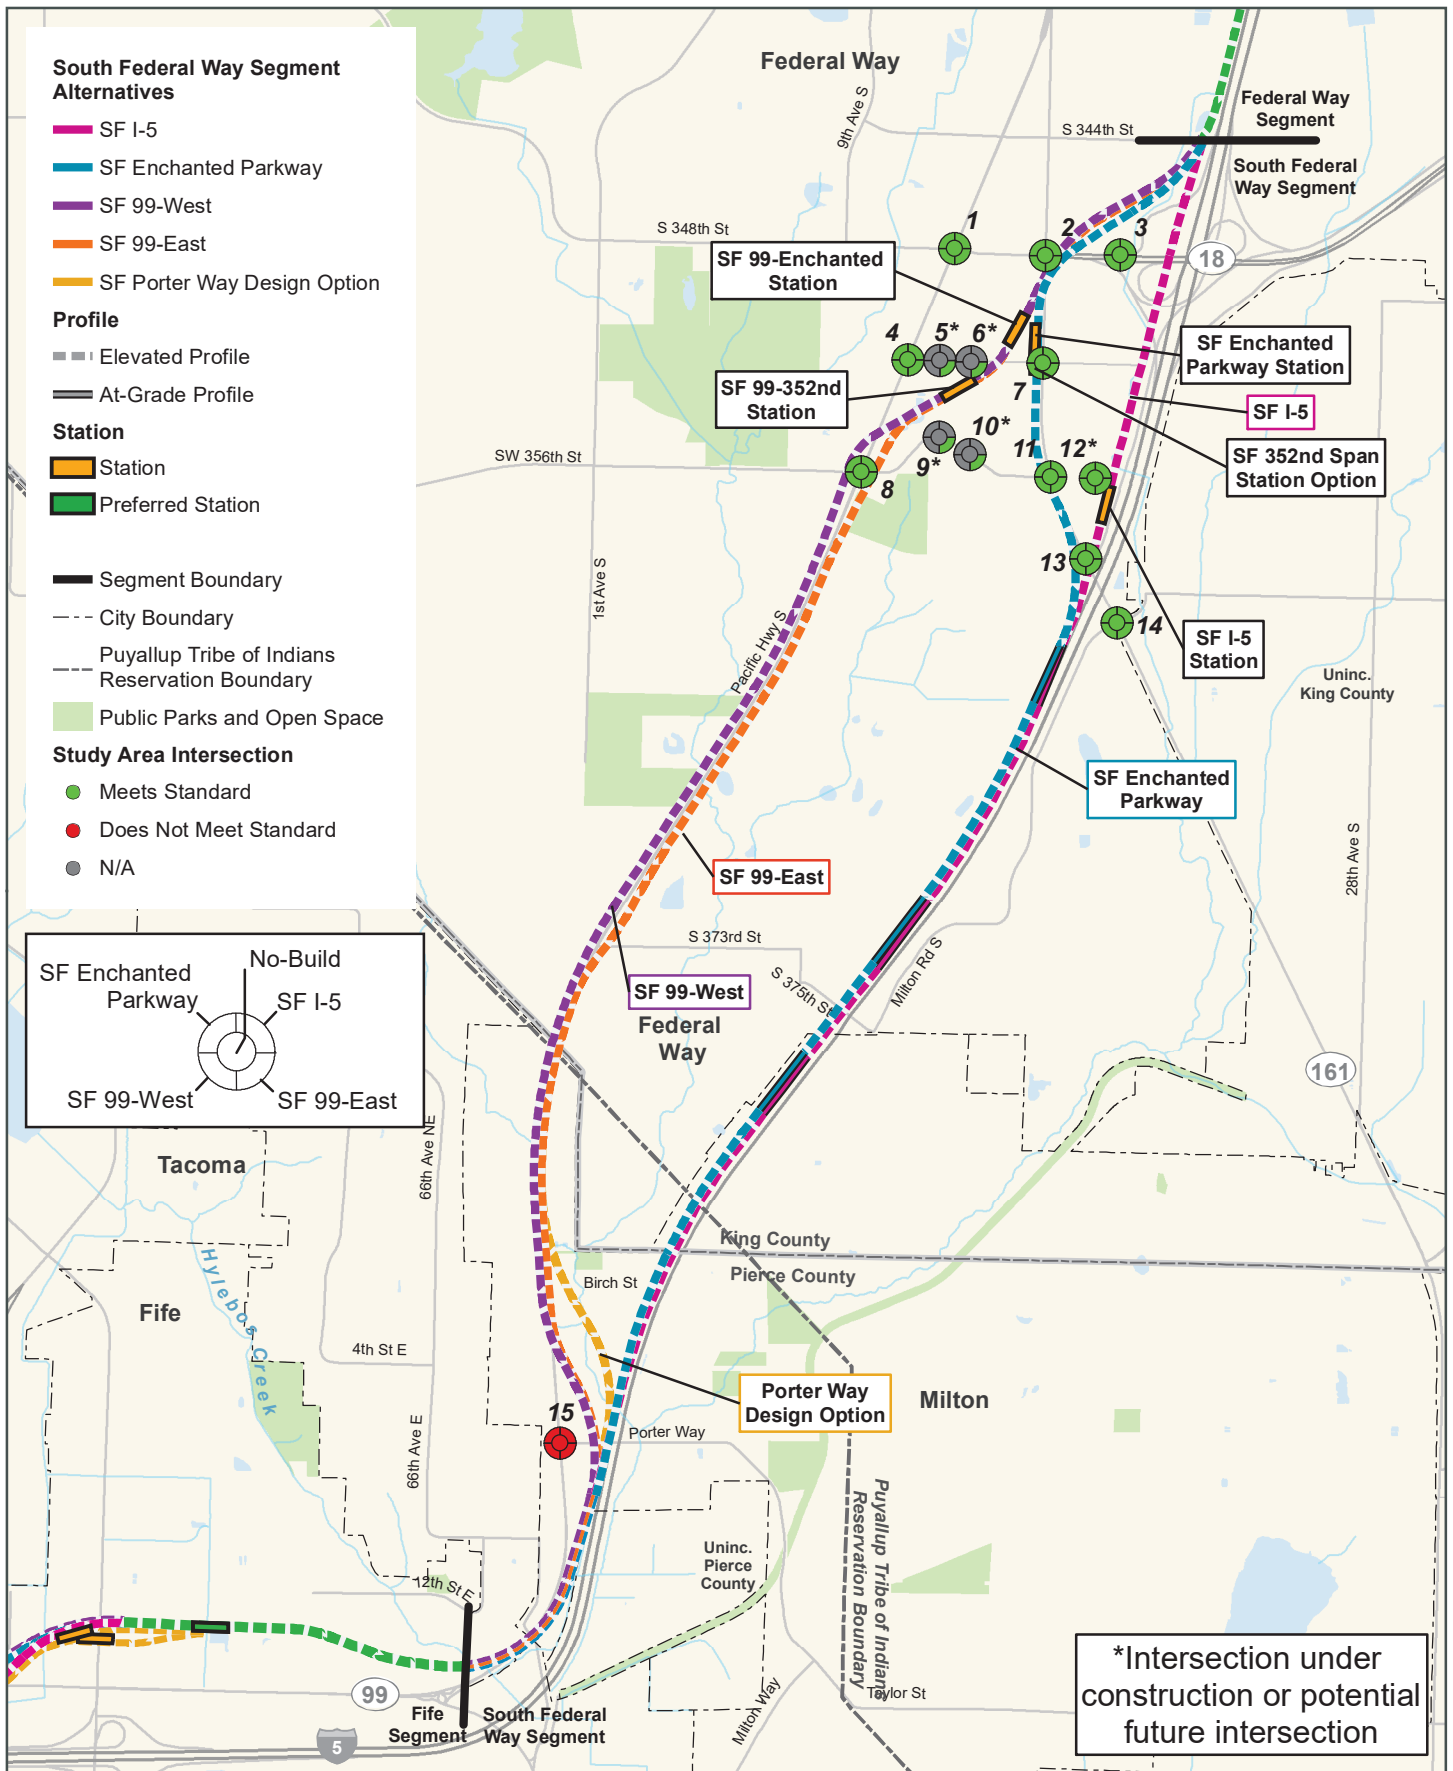 South Federal Way Segment
Alternatives
SF I-5
SF Enchanted Parkway
SF 99-West
SF 99-East
SF Porter Way Design Option
Profile
Elevated Profile
At-Grade Profile
Station
Station
Preferred Station
Segment Boundary
City Boundary
Puyallup Tribe of Indians
Reservation Boundary
Public Parks and Open Space
Study Area Intersection
Meets Standard
Does Not Meet Standard
N/A
No-Build
SF Enchanted
Parkway
SF I-5
SF 99-West
SF 99-East
Federal Way
9th Ave S
S 344th St
Federal Way
Segment
South Federal
Way Segment
S 348th St
1
2
3
18
SF 99-Enchanted
Station
4
5*
6*
7
SF Enchanted
Parkway Station
SF 99-352nd
Station
SF I-5
SW 356th St
8
9*
10*
11
12*
SF 352nd Span
Station Option
13
14
1st Ave S
Pacific Hwy S
SF I-5
Station
Uninc.
King County
SF Enchanted
Parkway
28th Ave S
SF 99-East
S 373rd St
S 375th St
Milton Rd S
SF 99-West
Federal
Way
161
66th Ave NE
Tacoma
King County
Pierce County
Hylebos Creek
Birch St
Fife
4th St E
Porter Way
Design Option
Milton
15
Porter Way
66th Ave E
Puyallup Tribe of Indians
Reservation Boundary
Uninc.
Pierce
County
12th St E
99
Fife
Segment
South Federal
Way Segment
5
Milton Way
Taylor St
*Intersection under
construction or potential
future intersection